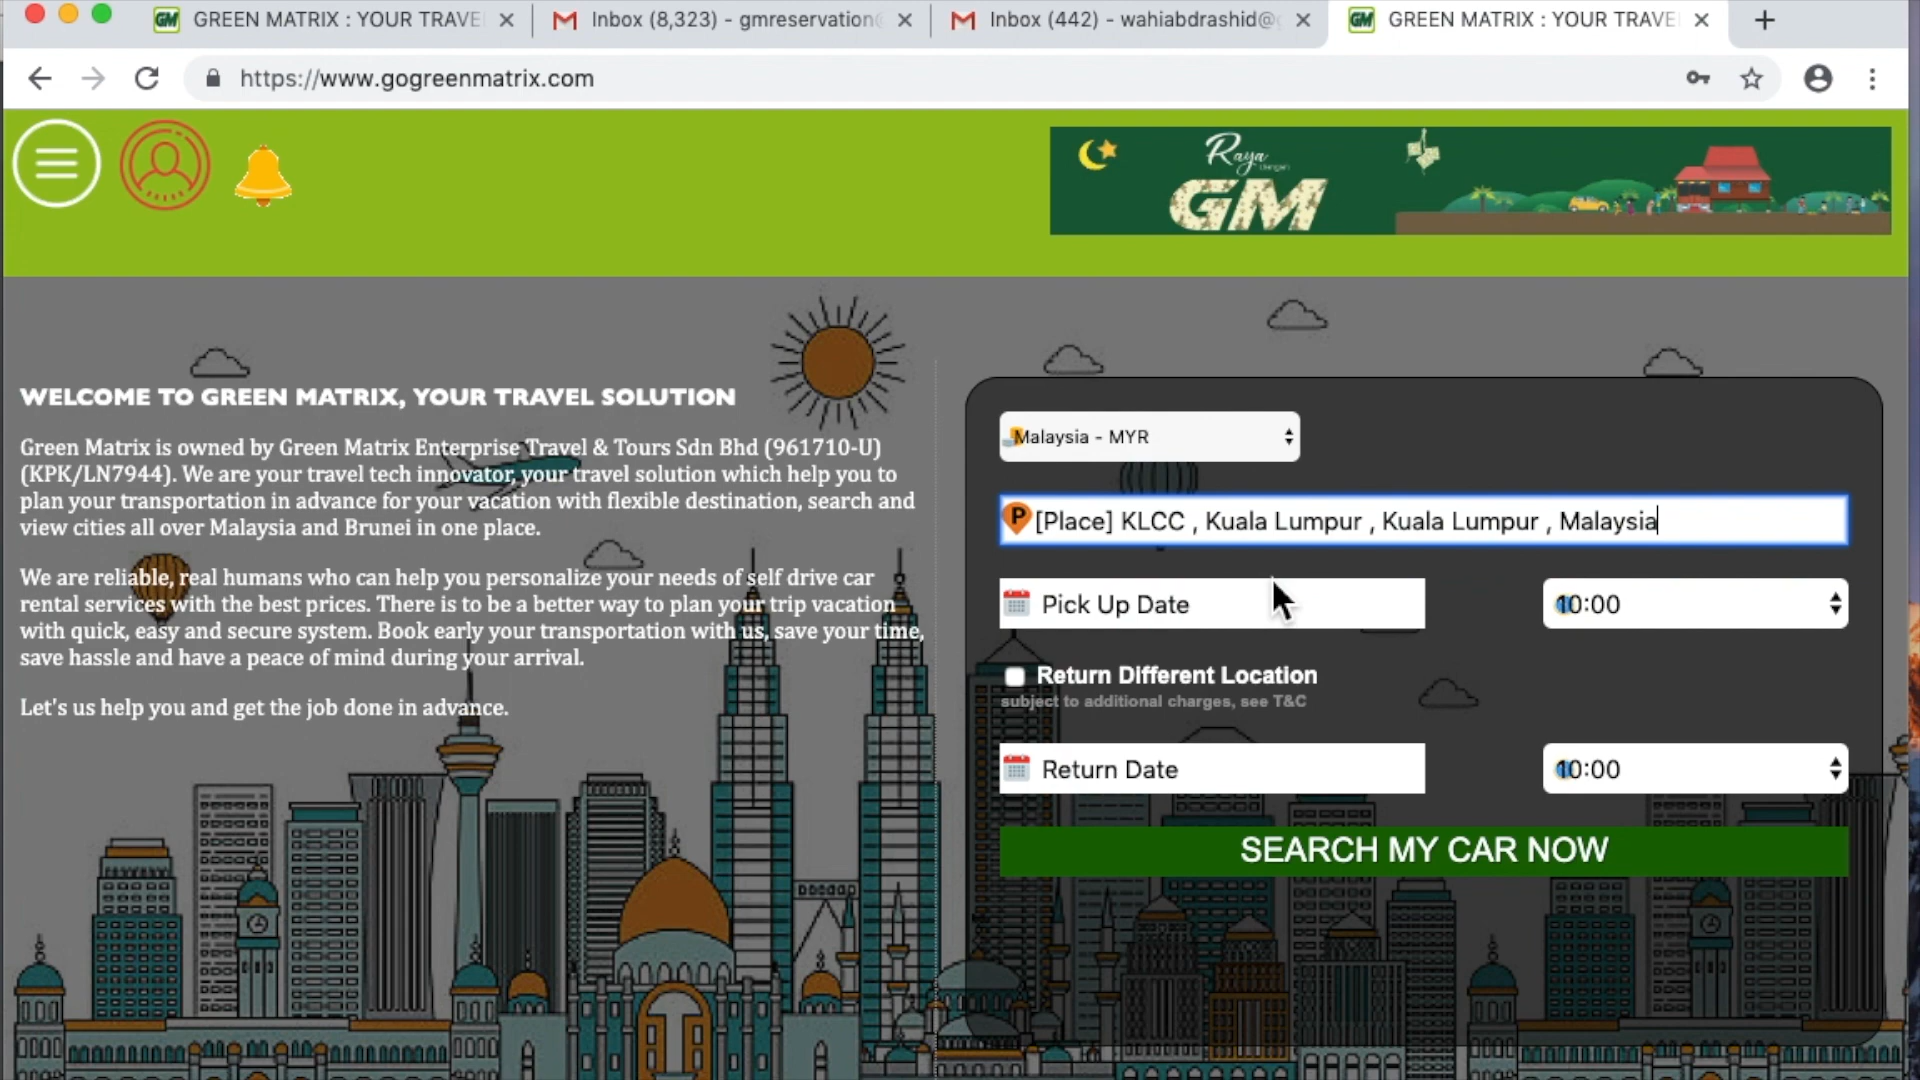 GREEN MATRIX : YOUR TRAVE
Inbox (8,323) - gmreservation@
Inbox (442) - wahiabdrashid@g
GREEN MATRIX : YOUR TRAVE
https://www.gogreenmatrix.com
Raya
dengan
GM
WELCOME TO GREEN MATRIX, YOUR TRAVEL SOLUTION
Green Matrix is owned by Green Matrix Enterprise Travel & Tours Sdn Bhd (961710-U)
(KPK/LN7944). We are your travel tech innovator, your travel solution which help you to
plan your transportation in advance for your vacation with flexible destination, search and
view cities all over Malaysia and Brunei in one place.
We are reliable, real humans who can help you personalize your needs of self drive car
rental services with the best prices. There is to be a better way to plan your trip vacation
with quick, easy and secure system. Book early your transportation with us, save your time,
save hassle and have a peace of mind during your arrival.
Let's us help you and get the job done in advance.
Malaysia - MYR
[Place] KLCC , Kuala Lumpur , Kuala Lumpur , Malaysia
Pick Up Date
10:00
Return Different Location
subject to additional charges, see T&C
Return Date
10:00
SEARCH MY CAR NOW